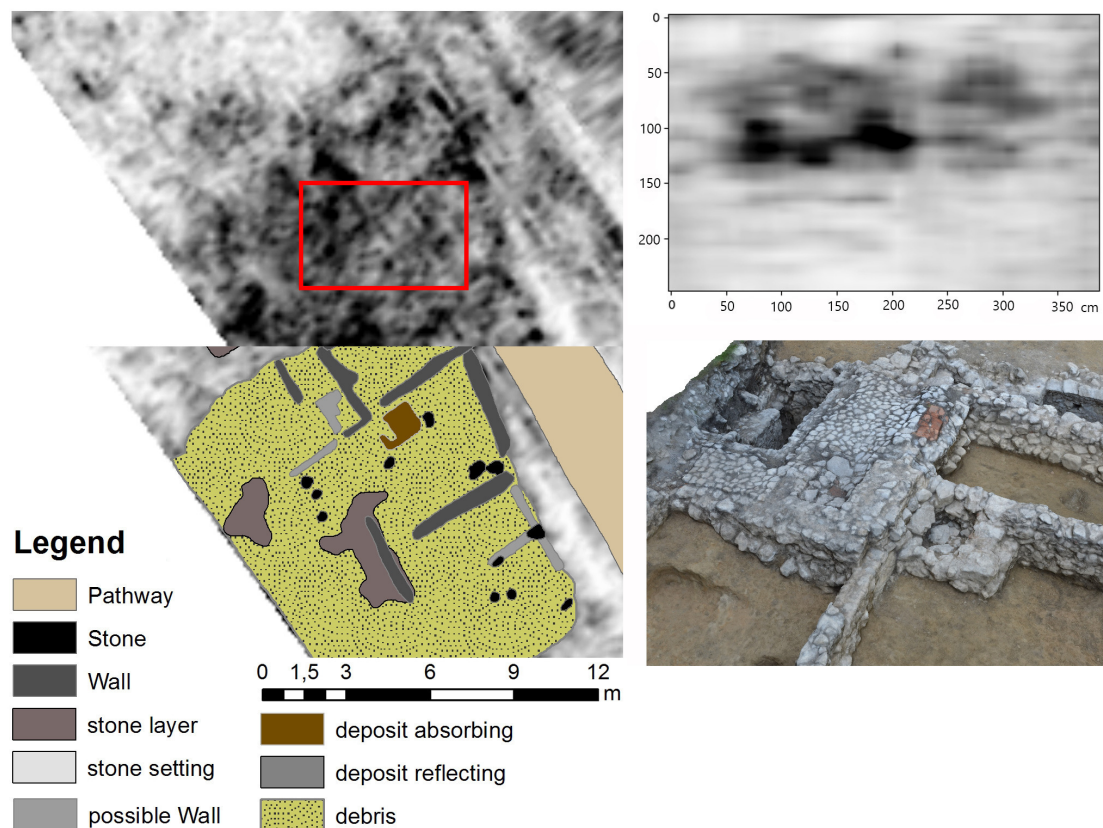 0
50
100
150
200
0 50 100 150 200 250 300 350 cm
Legend
Pathway
Stone
Wall
stone layer
stone setting
possible Wall
0 1,5 3 6 9 12
m
deposit absorbing
deposit reflecting
debris